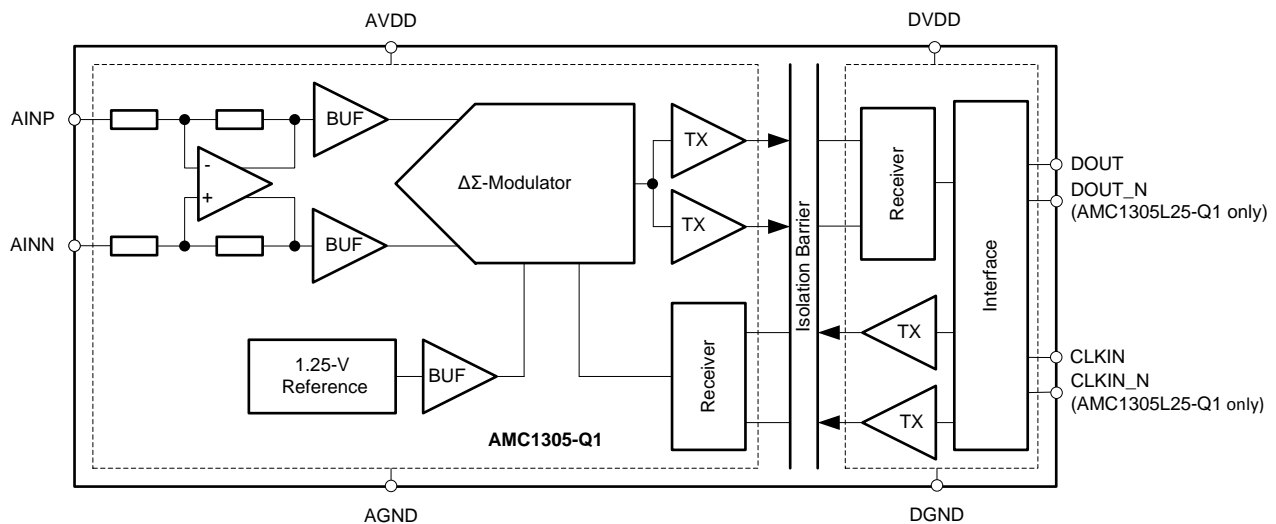 AVDD
DVDD
AINP
BUF
-
+
TX
ΔΣ-Modulator
TX
AINN
BUF
Isolation Barrier
Receiver
Interface
DOUT
DOUT_N
(AMC1305L25-Q1 only)
1.25-V
Reference
BUF
Receiver
TX
TX
CLKIN
CLKIN_N
(AMC1305L25-Q1 only)
AMC1305-Q1
AGND
DGND